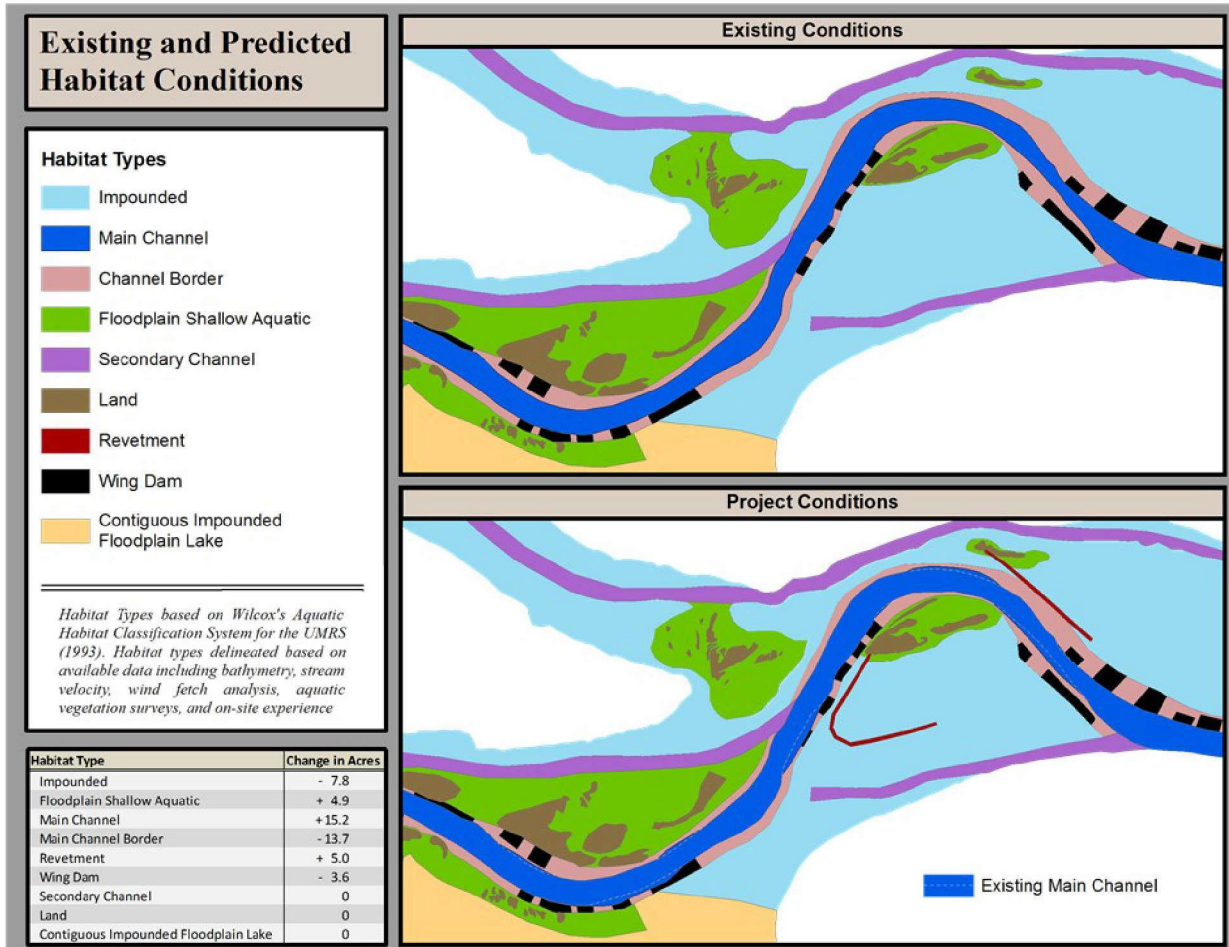 Existing and Predicted
Habitat Conditions
Habitat Types
Impounded
Main Channel
Channel Border
Floodplain Shallow Aquatic
Secondary Channel
Land
Revetment
Wing Dam
Contiguous Impounded
Floodplain Lake
Habitat Types based on Wilcox's Aquatic
Habitat Classification System for the UMRS
(1993). Habitat types delineated based on
available data including bathymetry, stream
velocity, wind fetch analysis, aquatic
vegetation surveys, and on-site experience
Habitat Type Change in Acres
Impounded - 7.8
Floodplain Shallow Aquatic + 4.9
Main Channel +15.2
Main Channel Border -13.7
Revetment + 5.0
Wing Dam - 3.6
Secondary Channel 0
Land 0
Contiguous Impounded Floodplain Lake 0
Existing Conditions
Project Conditions
Existing Main Channel